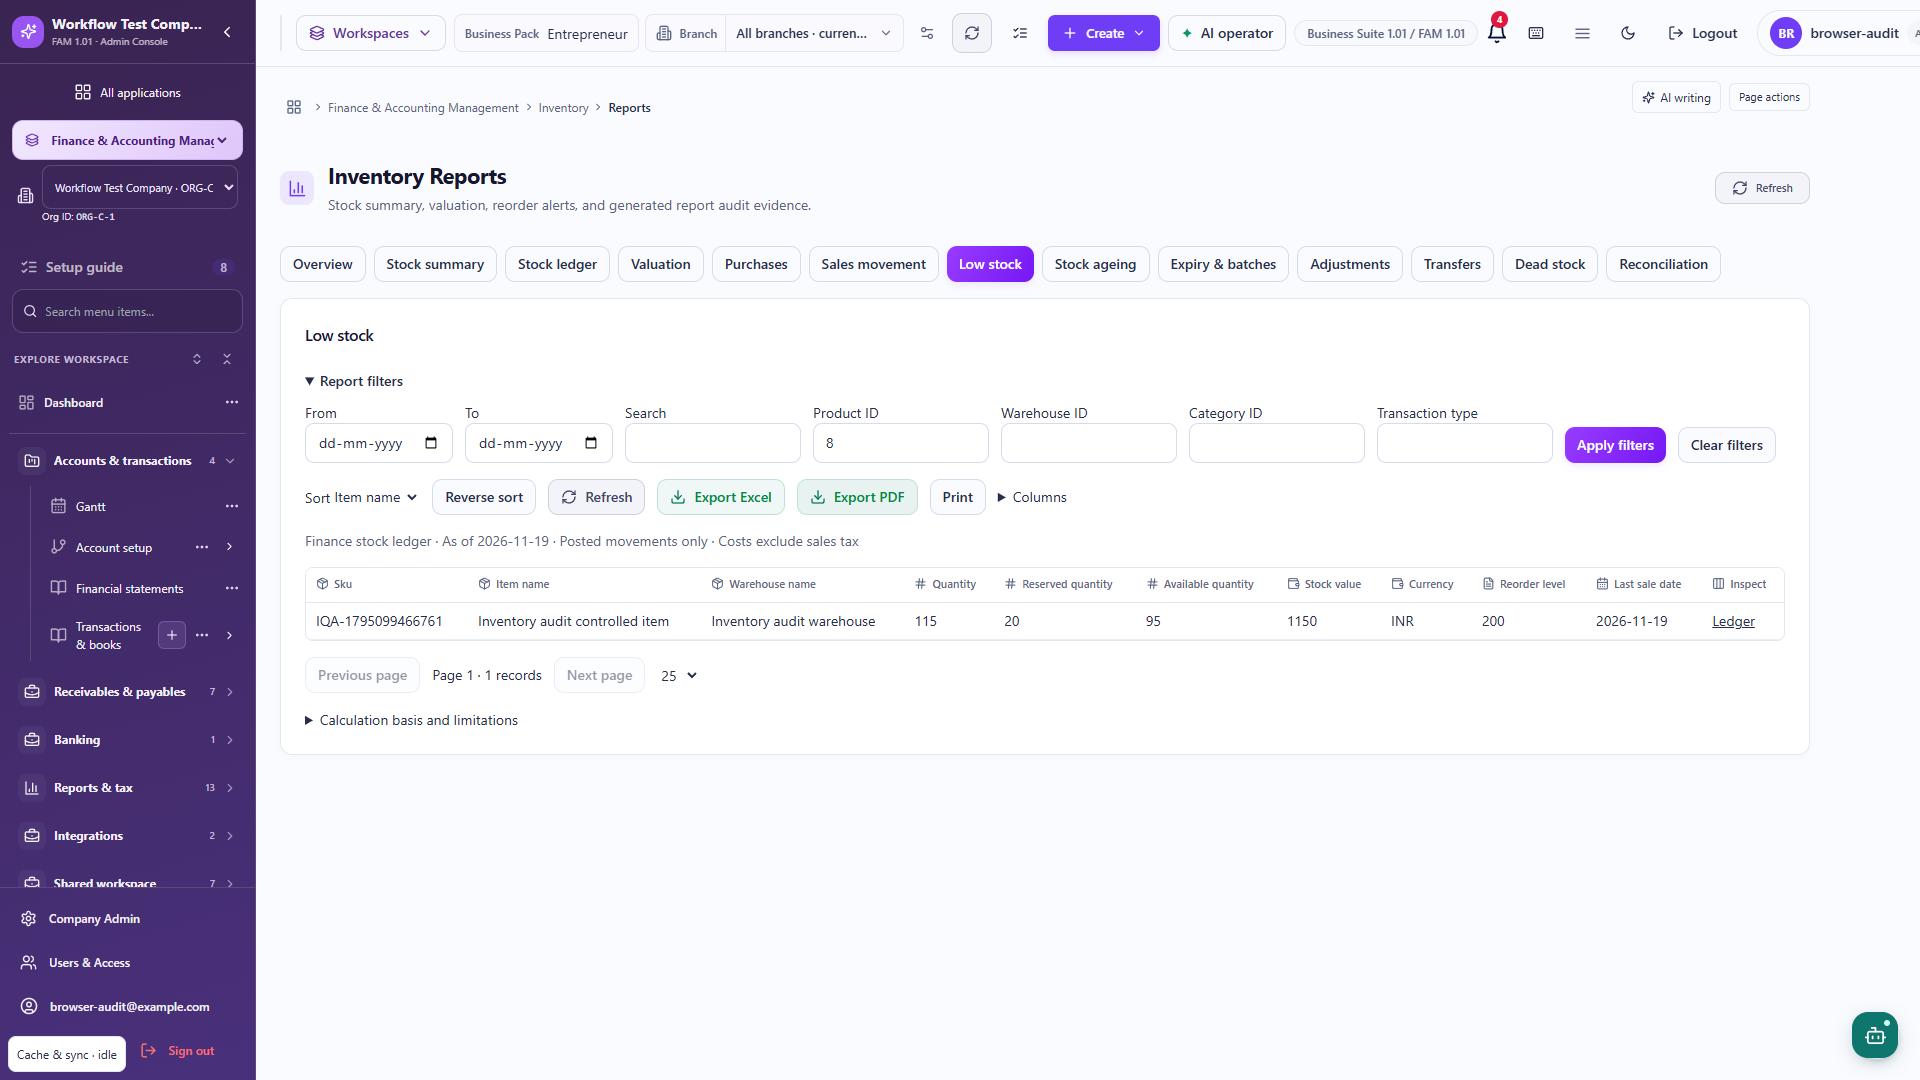 Workflow Test Comp...
FAM 1.01 · Admin Console
All applications
Finance & Accounting Manag
Workflow Test Company · ORG-C
Org ID: ORG-C-1
Setup guide 8
Search menu items...
EXPLORE WORKSPACE
Dashboard
Accounts & transactions 4
Gantt
Account setup
Financial statements
Transactions
& books
Receivables & payables 7
Banking 1
Reports & tax 13
Integrations 2
Shared workspace 7
Company Admin
Users & Access
browser-audit@example.com
Cache & sync · idle
Sign out
Workspaces
Business Pack Entrepreneur
Branch All branches · curren...
Create
AI operator
Business Suite 1.01 / FAM 1.01
4
Logout
BR browser-audit
Finance & Accounting Management > Inventory > Reports
AI writing
Page actions
Inventory Reports
Stock summary, valuation, reorder alerts, and generated report audit evidence.
Refresh
Overview Stock summary Stock ledger Valuation Purchases Sales movement Low stock Stock ageing Expiry & batches Adjustments Transfers Dead stock Reconciliation
Low stock
Report filters
From To Search Product ID Warehouse ID Category ID Transaction type
dd-mm-yyyy dd-mm-yyyy 8 Apply filters Clear filters
Sort Item name Reverse sort Refresh Export Excel Export PDF Print Columns
Finance stock ledger · As of 2026-11-19 · Posted movements only · Costs exclude sales tax
Sku Item name Warehouse name Quantity Reserved quantity Available quantity Stock value Currency Reorder level Last sale date Inspect
IQA-1795099466761 Inventory audit controlled item Inventory audit warehouse 115 20 95 1150 INR 200 2026-11-19 Ledger
Previous page Page 1 · 1 records Next page 25
Calculation basis and limitations